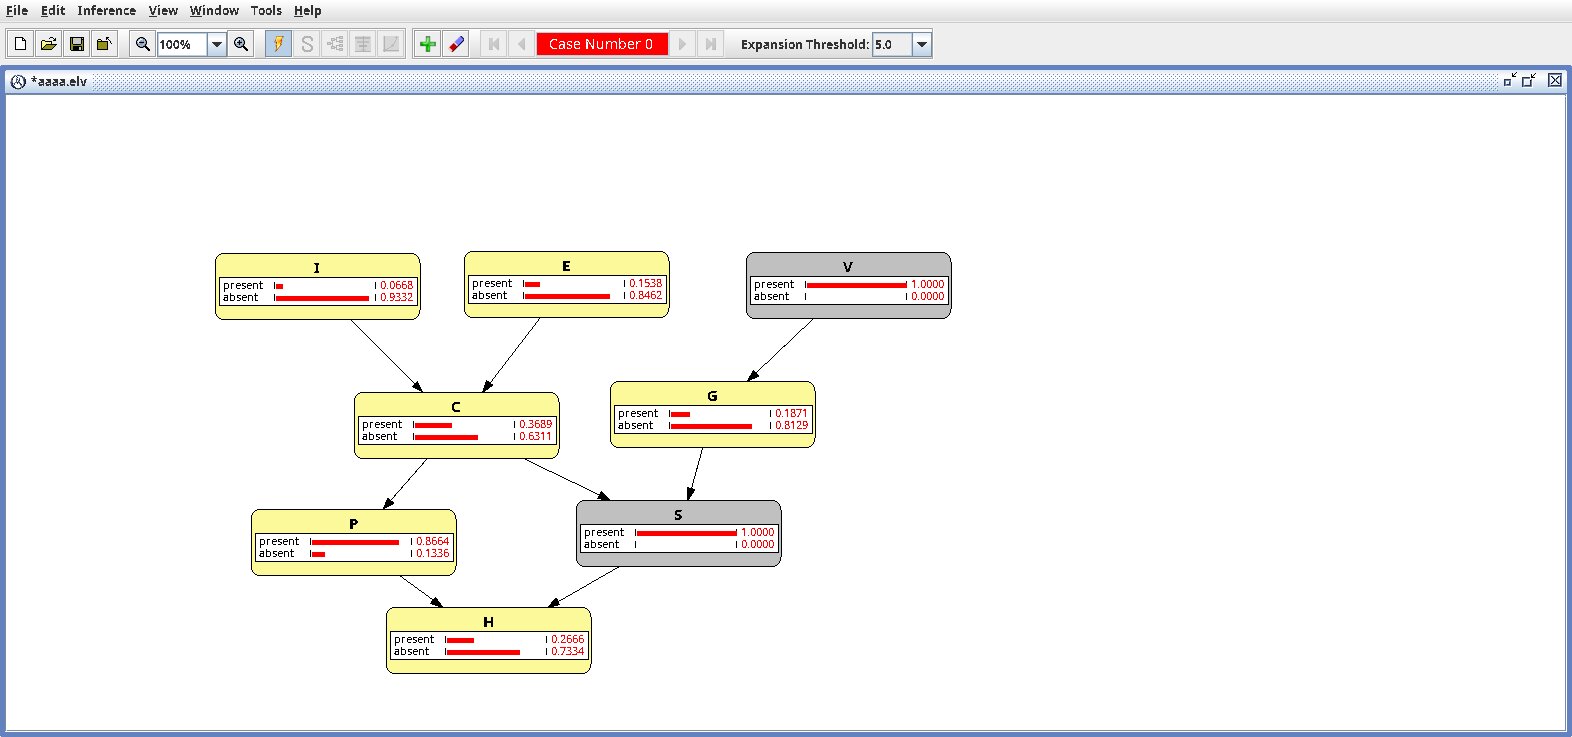 File Edit Inference View Window Tools Help
100% Case Number 0 Expansion Threshold: 5.0
*aaaa.elv
I
present 0.0668
absent 0.9332
E
present 0.1538
absent 0.8462
V
present 1.0000
absent 0.0000
C
present 0.3689
absent 0.6311
G
present 0.1871
absent 0.8129
P
present 0.8664
absent 0.1336
S
present 1.0000
absent 0.0000
H
present 0.2666
absent 0.7334